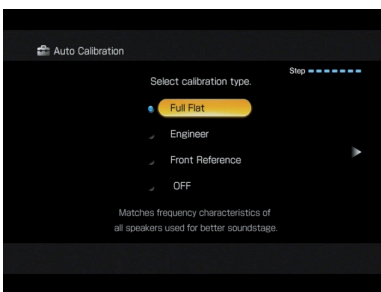 Auto Calibration
Step
Select calibration type.
Full Flat
Engineer
Front Reference
OFF
Matches frequency characteristics of
all speakers used for better soundstage.